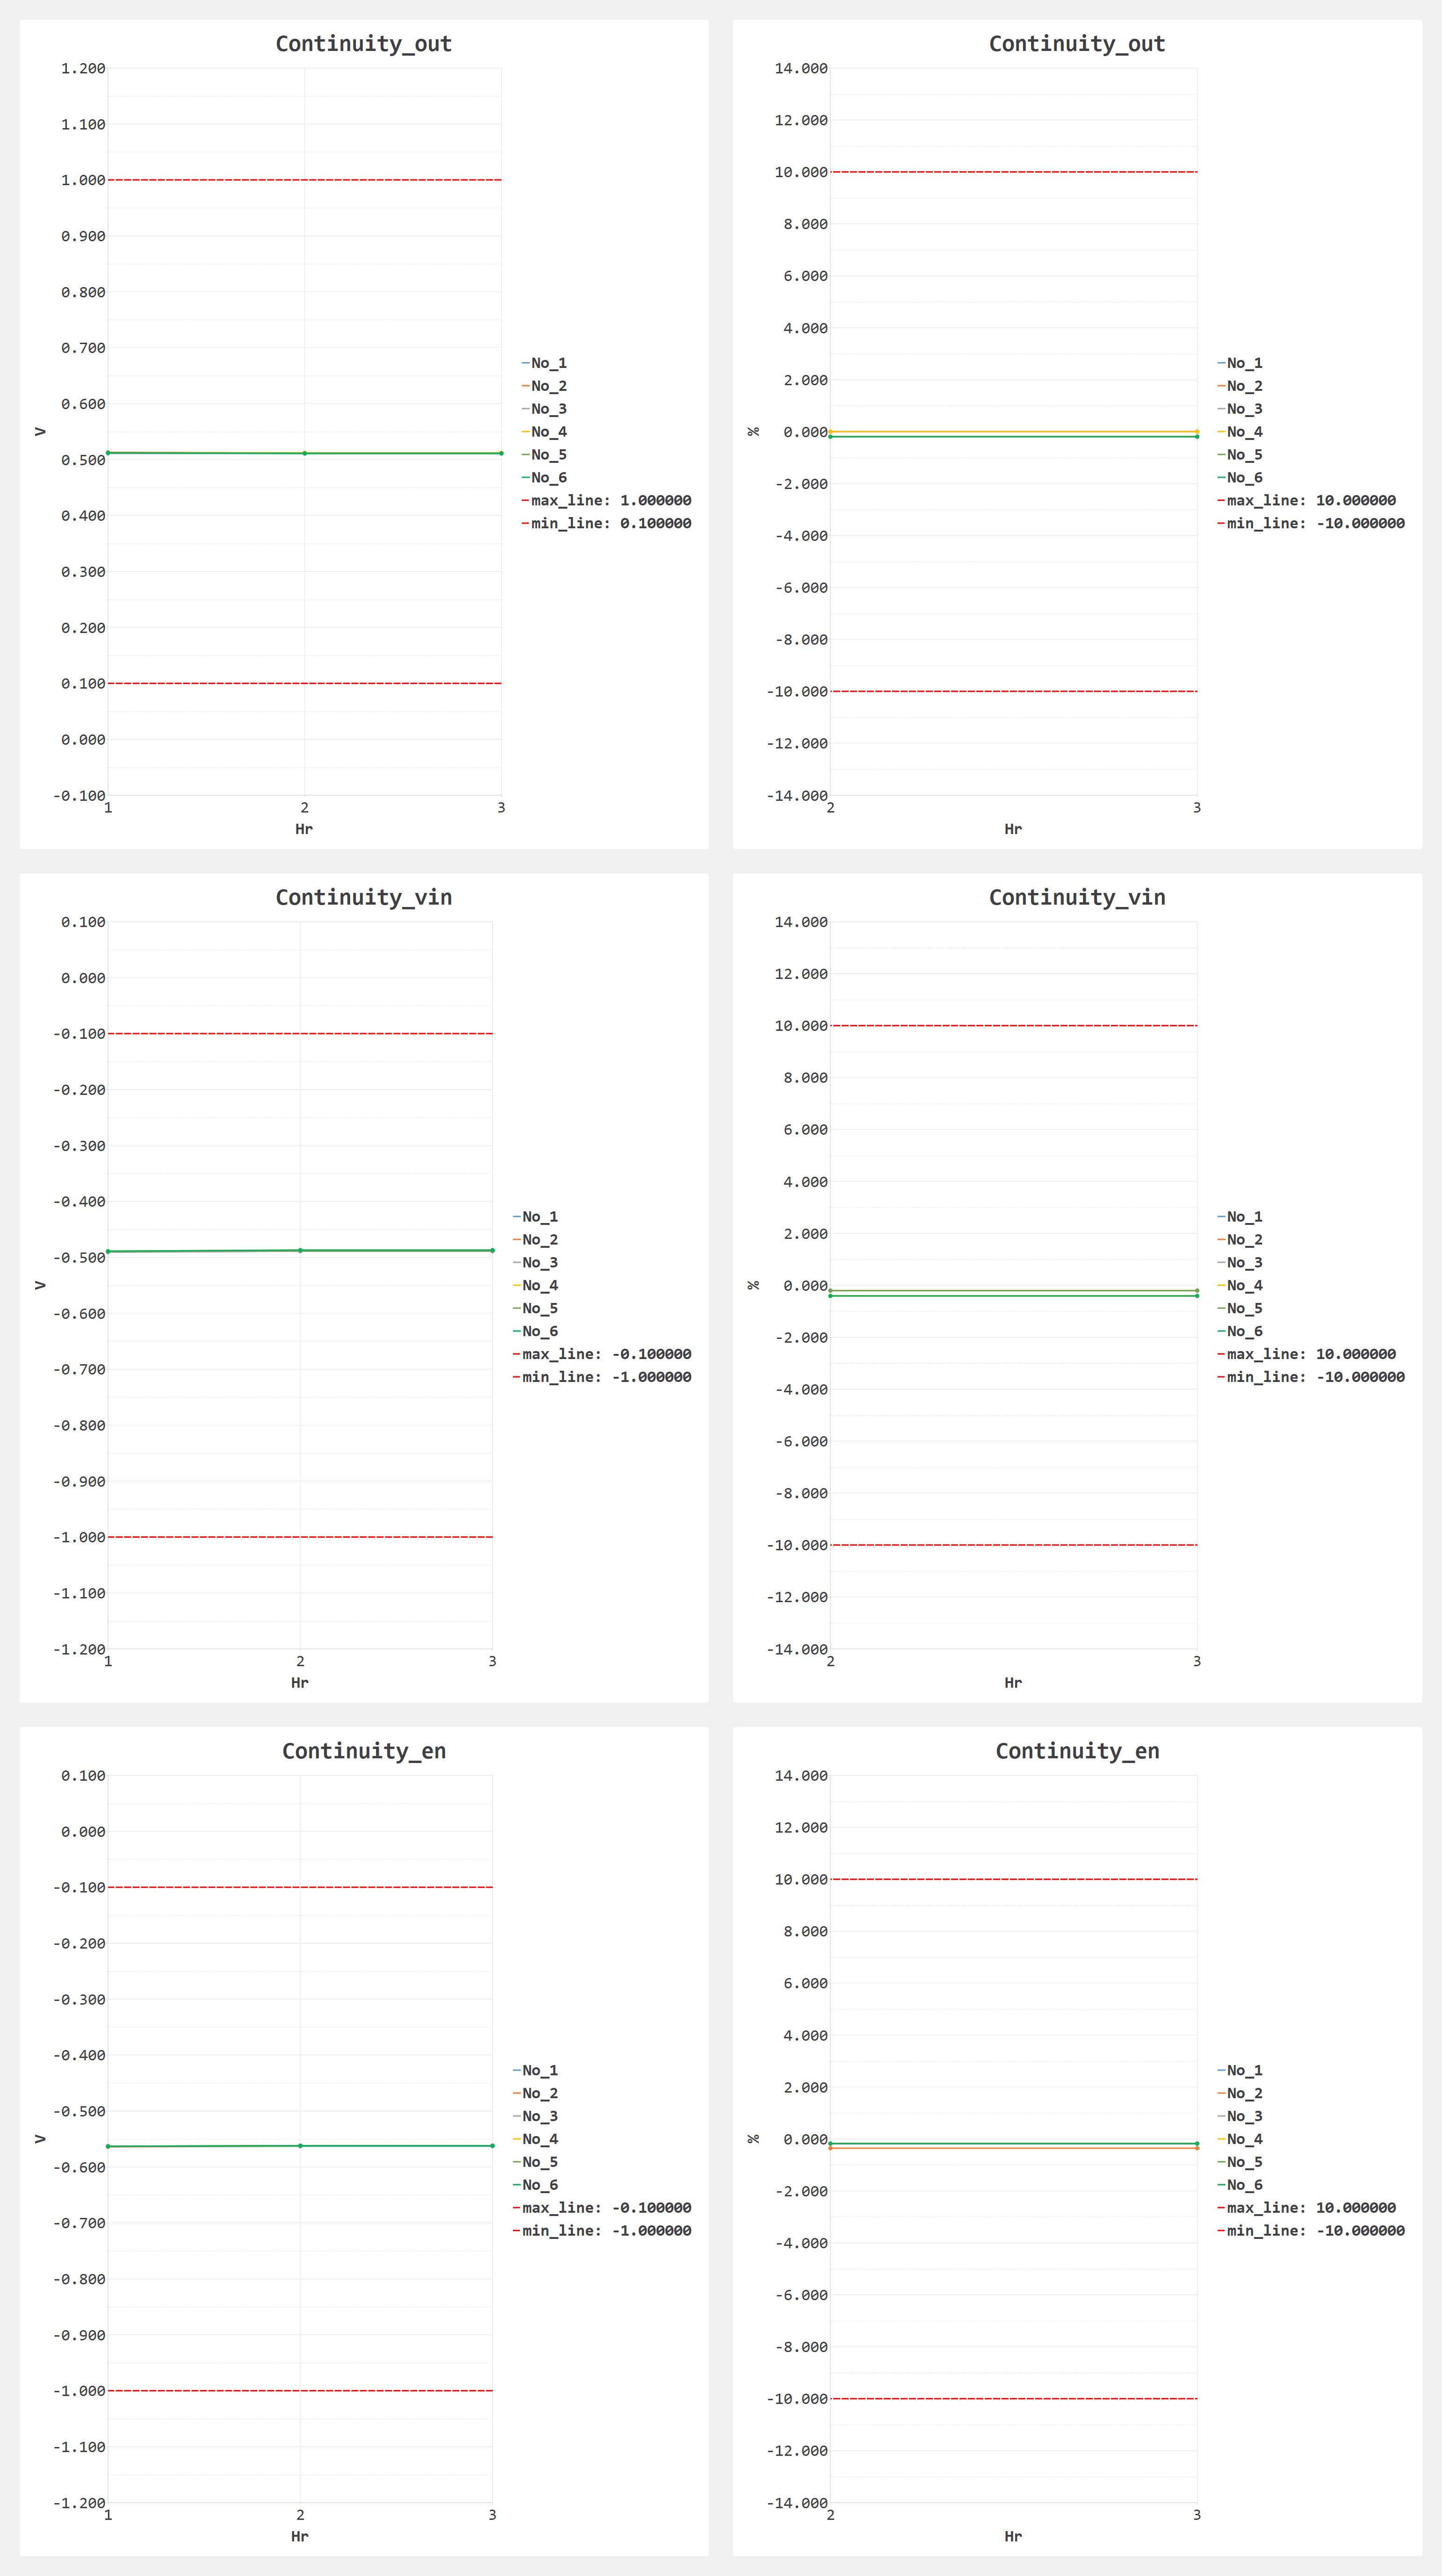 Continuity_out
1.200
1.100
1.000
0.900
0.800
0.700
0.600
0.500
0.400
0.300
0.200
0.100
0.000
-0.100
V
1 2 3
Hr
No_1
No_2
No_3
No_4
No_5
No_6
max_line: 1.000000
min_line: 0.100000
Continuity_out
14.000
12.000
10.000
8.000
6.000
4.000
2.000
0.000
-2.000
-4.000
-6.000
-8.000
-10.000
-12.000
-14.000
%
2 3
Hr
No_1
No_2
No_3
No_4
No_5
No_6
max_line: 10.000000
min_line: -10.000000
Continuity_vin
0.100
0.000
-0.100
-0.200
-0.300
-0.400
-0.500
-0.600
-0.700
-0.800
-0.900
-1.000
-1.100
-1.200
V
1 2 3
Hr
No_1
No_2
No_3
No_4
No_5
No_6
max_line: -0.100000
min_line: -1.000000
Continuity_vin
14.000
12.000
10.000
8.000
6.000
4.000
2.000
0.000
-2.000
-4.000
-6.000
-8.000
-10.000
-12.000
-14.000
%
2 3
Hr
No_1
No_2
No_3
No_4
No_5
No_6
max_line: 10.000000
min_line: -10.000000
Continuity_en
0.100
0.000
-0.100
-0.200
-0.300
-0.400
-0.500
-0.600
-0.700
-0.800
-0.900
-1.000
-1.100
-1.200
V
1 2 3
Hr
No_1
No_2
No_3
No_4
No_5
No_6
max_line: -0.100000
min_line: -1.000000
Continuity_en
14.000
12.000
10.000
8.000
6.000
4.000
2.000
0.000
-2.000
-4.000
-6.000
-8.000
-10.000
-12.000
-14.000
%
2 3
Hr
No_1
No_2
No_3
No_4
No_5
No_6
max_line: 10.000000
min_line: -10.000000